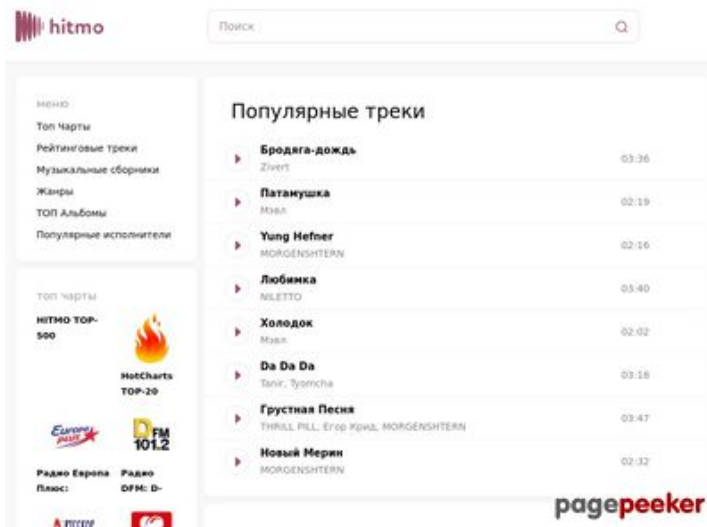 hitmo
Поиск
меню
Топ Чарты
Рейтинговые треки
Музыкальные сборники
Жанры
ТОП Альбомы
Популярные исполнители
топ чарты
HITMO TOP-
500
HotCharts
TOP-20
Европа
плюс
DFM
101.2
Радио Европа
Плюс:
Радио
DFM: D-
Популярные треки
Бродяга-дождь
Zivert
03:36
Патамушка
Мэвл
02:19
Yung Hefner
MORGENSHTERN
02:16
Любимка
NILETTO
03:40
Холодок
Мэвл
02:02
Da Da Da
Tanir, Tyomcha
03:18
Грустная Песня
THRILL PILL, Егор Крид, MORGENSHTERN
03:47
Новый Мерин
MORGENSHTERN
02:32
pagepeeker